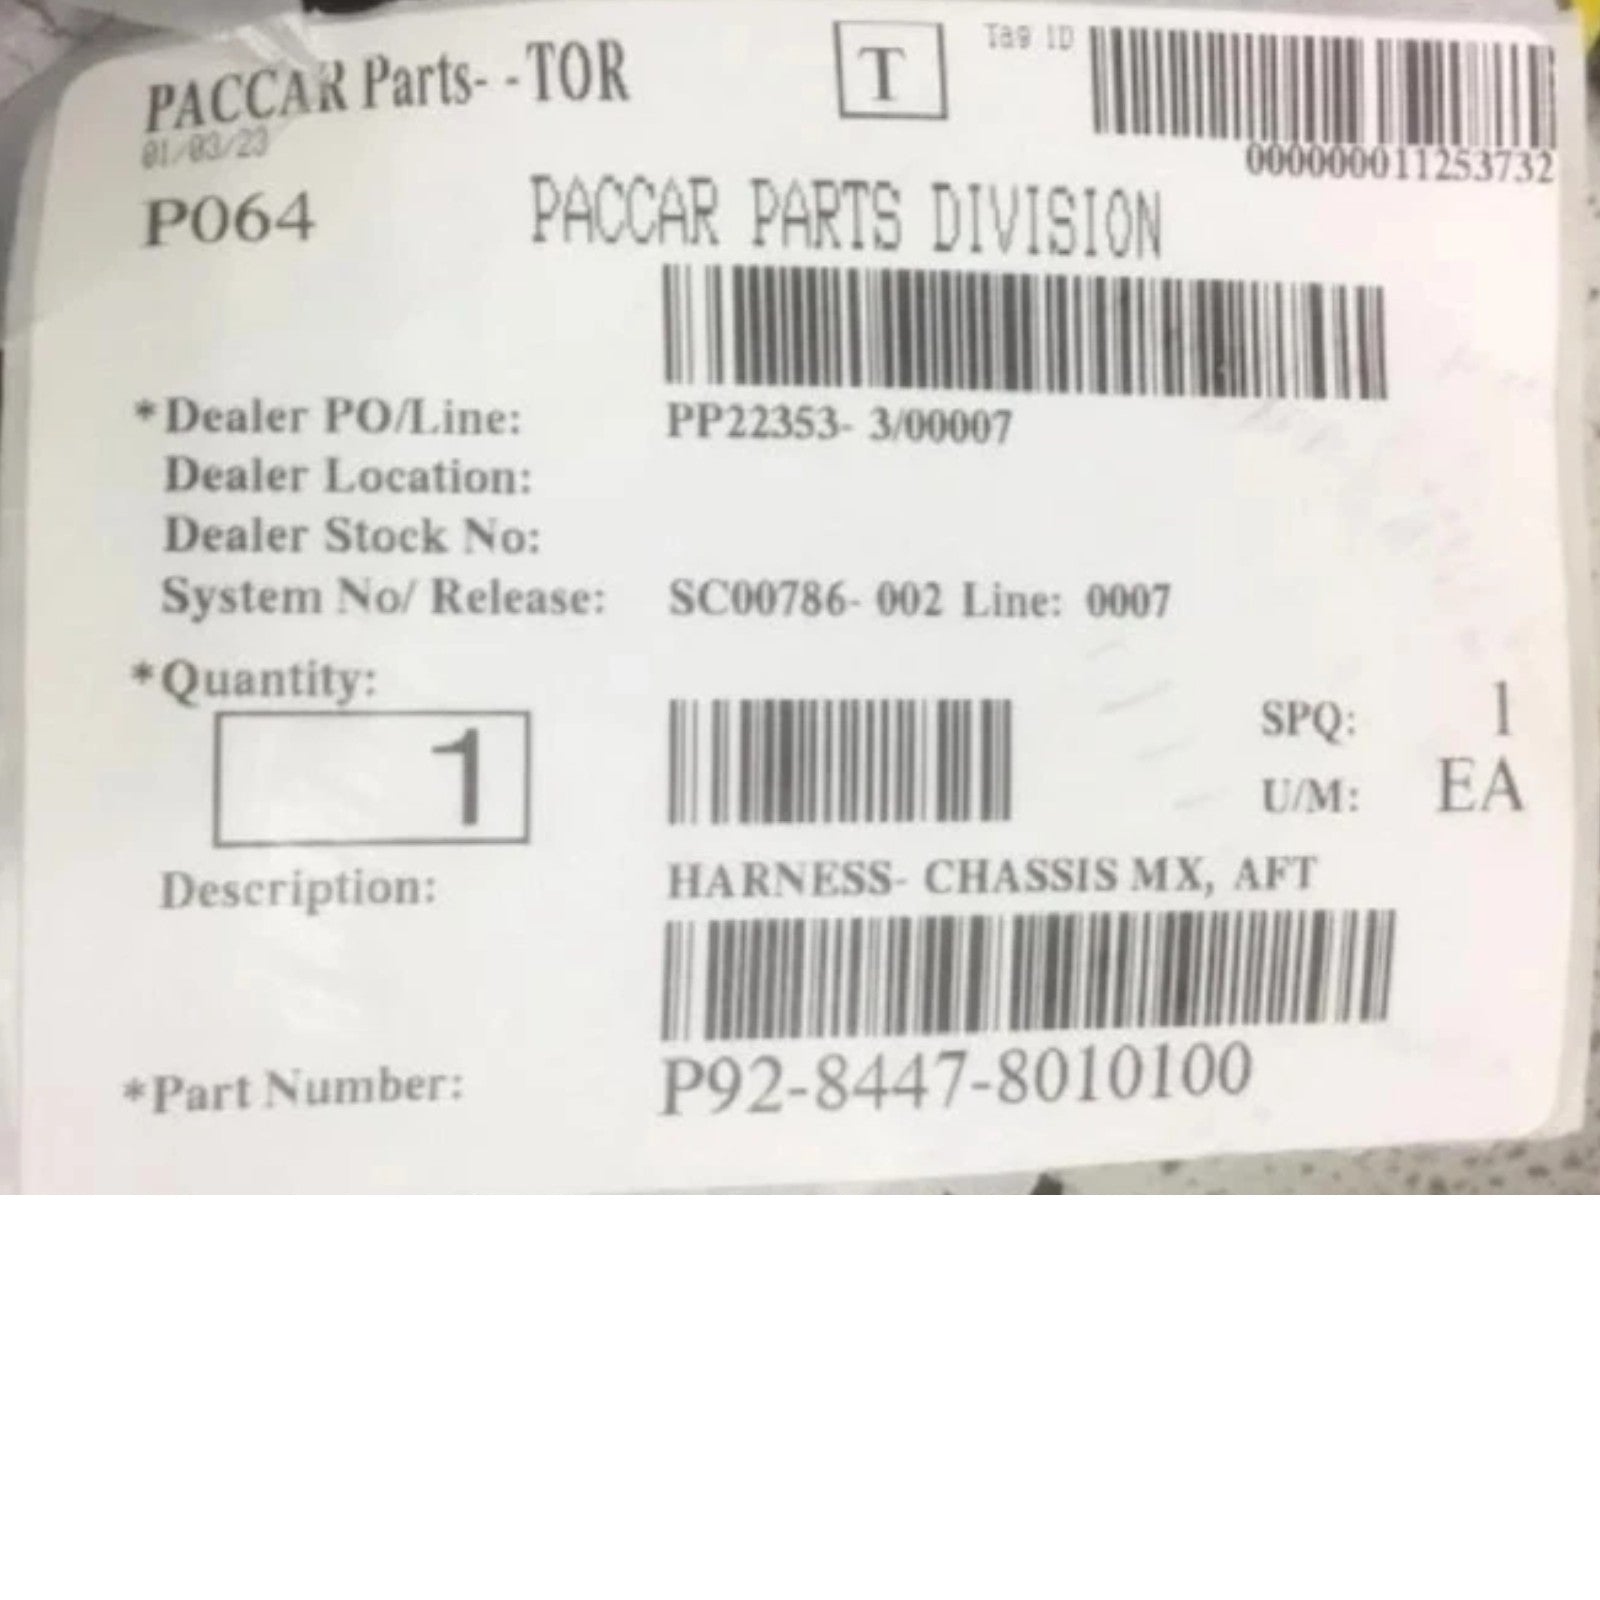 PACCAR Parts- -TOR
T
Tag ID
01/03/23
000000011253732
P064
PACCAR PARTS DIVISION
*Dealer PO/Line: PP22353- 3/00007
Dealer Location:
Dealer Stock No:
System No/ Release: SC00786- 002 Line: 0007
*Quantity:
1
SPQ: 1
U/M: EA
Description: HARNESS- CHASSIS MX, AFT
*Part Number: P92-8447-8010100